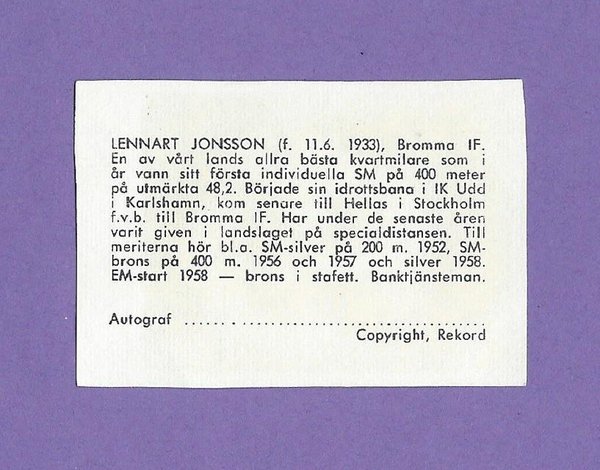 LENNART JONSSON (f. 11.6. 1933), Bromma IF.
En av vårt lands allra bästa kvartmilare som i
år vann sitt första individuella SM på 400 meter
på utmärkta 48,2. Började sin idrottsbana i IK Udd
i Karlshamn, kom senare till Hellas i Stockholm
f.v.b. till Bromma IF. Har under de senaste åren
varit given i landslaget på specialdistansen. Till
meriterna hör bl.a. SM-silver på 200 m. 1952, SM-
brons på 400 m. 1956 och 1957 och silver 1958.
EM-start 1958 — brons i stafett. Banktjänsteman.
Autograf ........................................
Copyright, Rekord